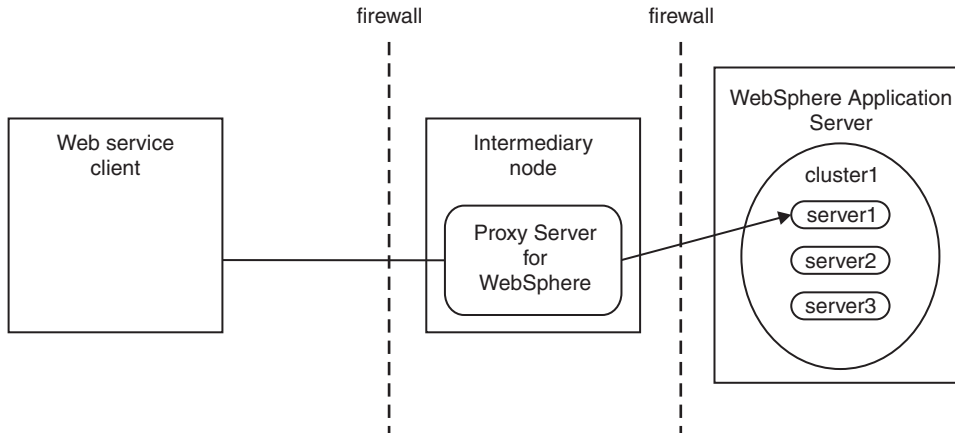 firewall
firewall
WebSphere Application
Server
Web service
client
Intermediary
node
cluster1
server1
Proxy Server
for
WebSphere
server2
server3